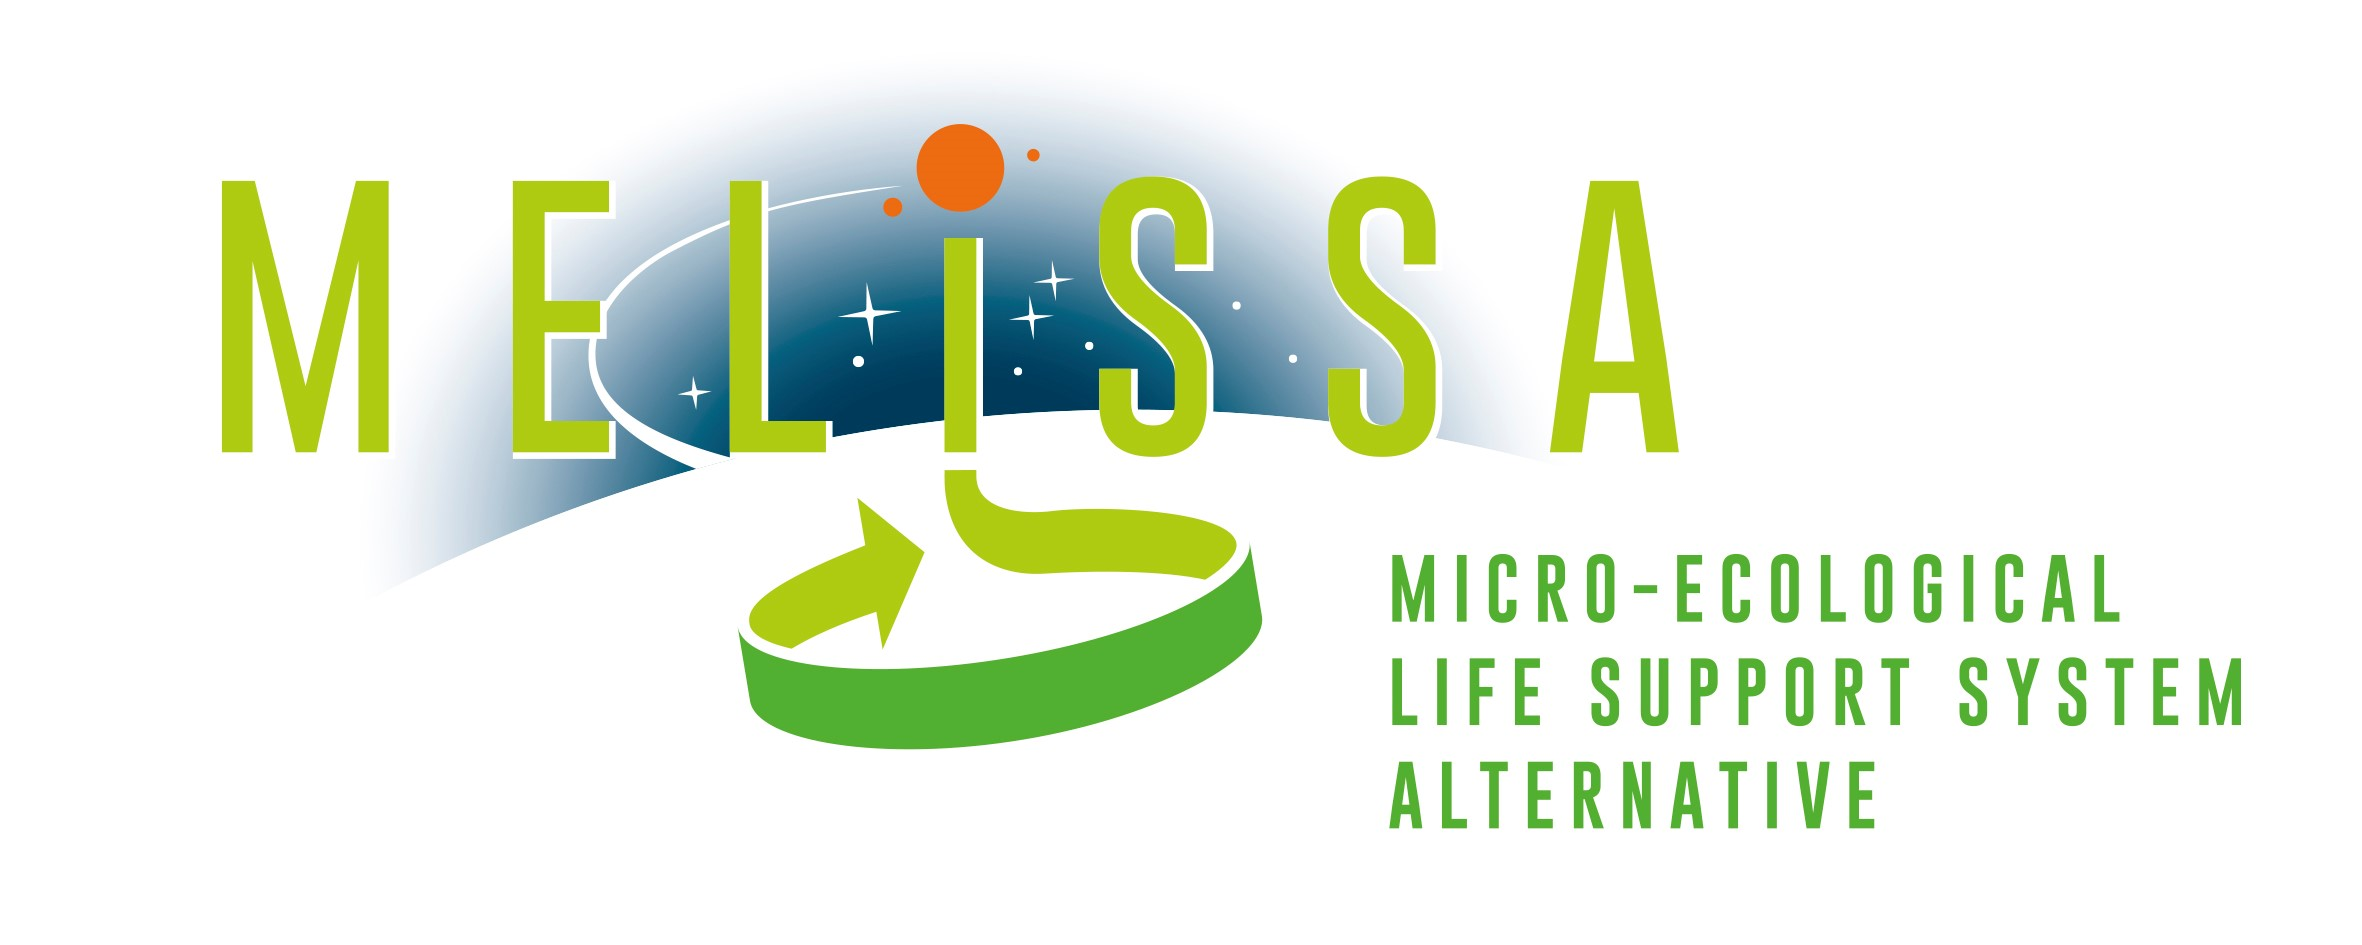 MELiSSA
MICRO-ECOLOGICAL
LIFE SUPPORT SYSTEM
ALTERNATIVE